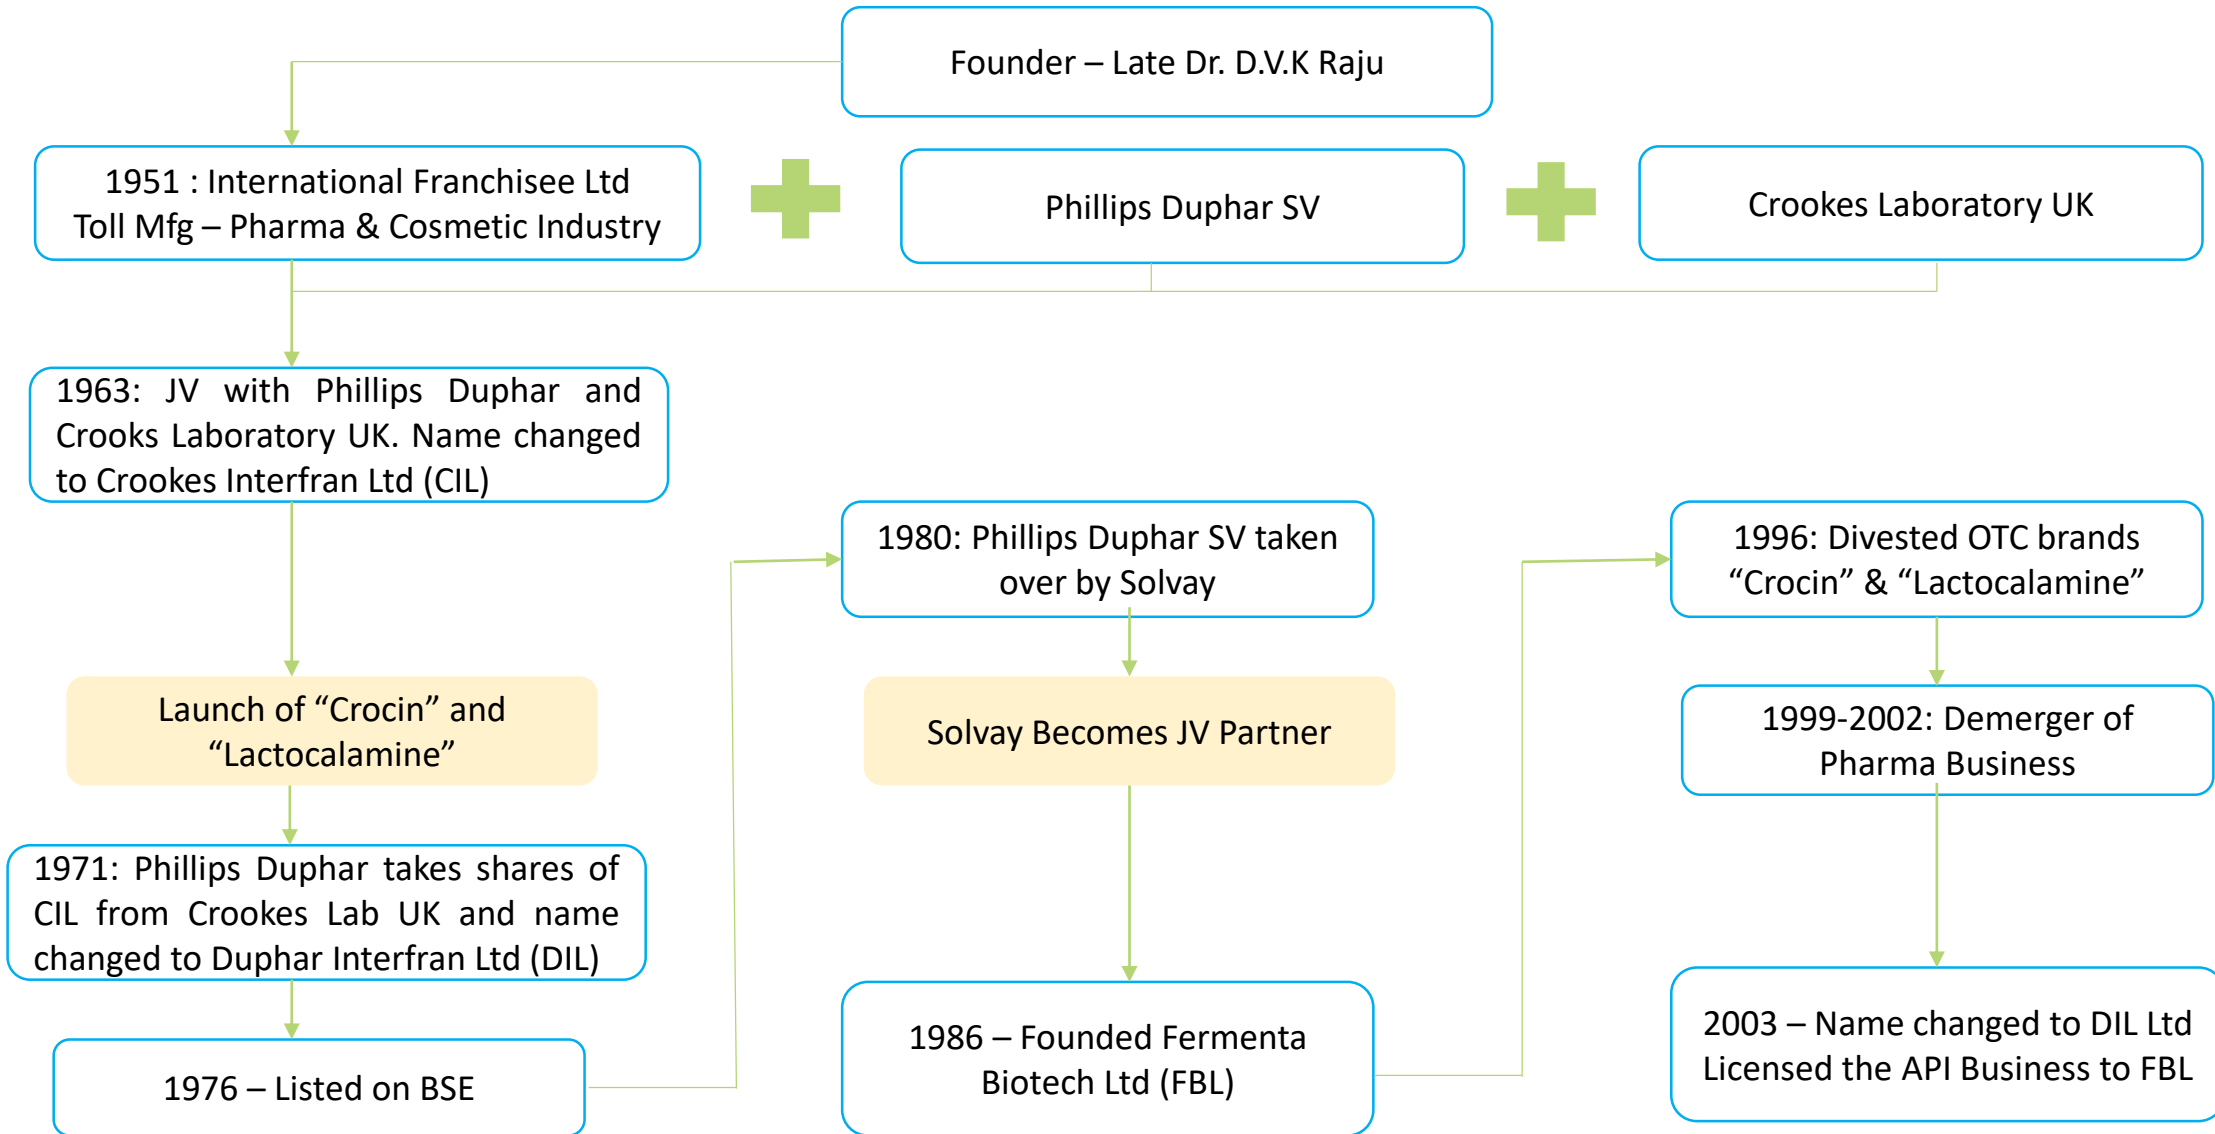 Founder – Late Dr. D.V.K Raju
1951 : International Franchisee Ltd
Toll Mfg – Pharma & Cosmetic Industry
Phillips Duphar SV
Crookes Laboratory UK
1963: JV with Phillips Duphar and
Crooks Laboratory UK. Name changed
to Crookes Interfran Ltd (CIL)
Launch of “Crocin” and
“Lactocalamine”
1971: Phillips Duphar takes shares of
CIL from Crookes Lab UK and name
changed to Duphar Interfran Ltd (DIL)
1976 – Listed on BSE
1980: Phillips Duphar SV taken
over by Solvay
Solvay Becomes JV Partner
1986 – Founded Fermenta
Biotech Ltd (FBL)
1996: Divested OTC brands
“Crocin” & “Lactocalamine”
1999-2002: Demerger of
Pharma Business
2003 – Name changed to DIL Ltd
Licensed the API Business to FBL